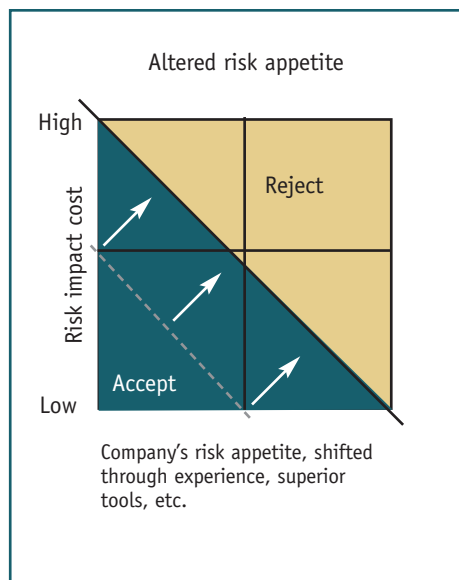 Altered risk appetite
High
Reject
Risk impact cost
Accept
Low
Company’s risk appetite, shifted
through experience, superior
tools, etc.